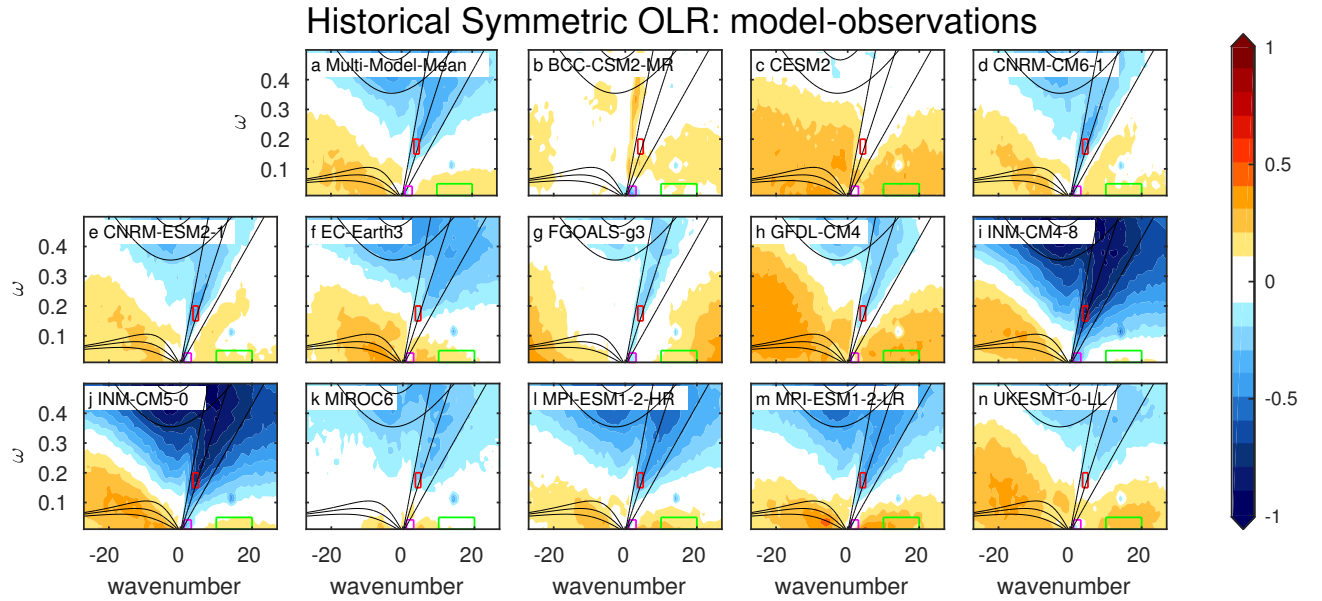 Historical Symmetric OLR: model-observations
a Multi-Model-Mean
b BCC-CSM2-MR
c CESM2
d CNRM-CM6-1
0.4
0.3
0.2
0.1
ω
e CNRM-ESM2-1
f EC-Earth3
g FGOALS-g3
h GFDL-CM4
i INM-CM4-8
0.4
0.3
0.2
0.1
ω
j INM-CM5-0
k MIROC6
l MPI-ESM1-2-HR
m MPI-ESM1-2-LR
n UKESM1-0-LL
0.4
0.3
0.2
0.1
ω
-20 0 20
-20 0 20
-20 0 20
-20 0 20
-20 0 20
wavenumber
wavenumber
wavenumber
wavenumber
wavenumber
1
0.5
0
-0.5
-1